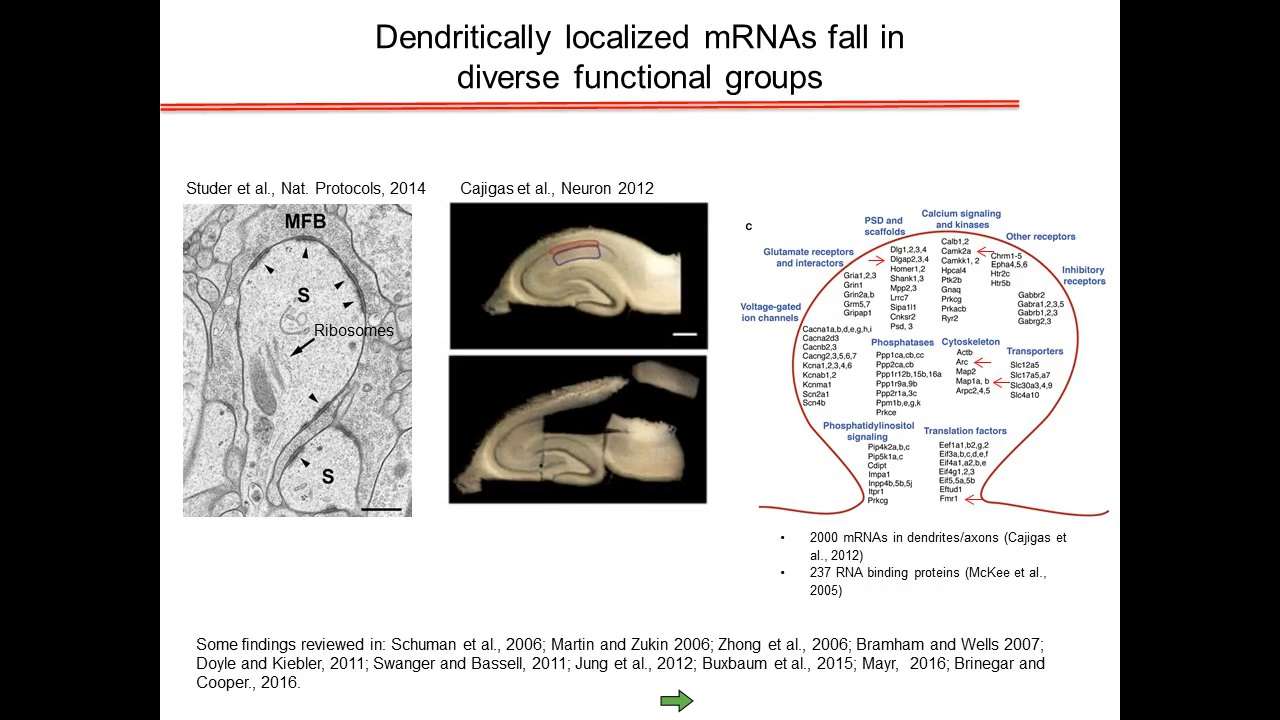 Dendritically localized mRNAs fall in
diverse functional groups
Studer et al., Nat. Protocols, 2014
Cajigas et al., Neuron 2012
MFB
S
Ribosomes
S
c
PSD and
scaffolds
Dlg1,2,3,4
Dlgap2,3,4
Homer1,2
Shank1,3
Mpp2,3
Lrrc7
Sipa1l1
Cnksr2
Psd, 3
Calcium signaling
and kinases
Calb1,2
Camk2a
Camkk1, 2
Hpcal4
Ptk2b
Gnaq
Prkcg
Prkacb
Ryr2
Other receptors
Chrm1-5
Epha4,5,6
Htr2c
Htr5b
Glutamate receptors
and interactors
Gria1,2,3
Grin1
Grin2a,b
Grm5,7
Gripap1
Inhibitory
receptors
Gabbr2
Gabra1,2,3,5
Gabrb1,2,3
Gabrg2,3
Voltage-gated
ion channels
Cacna1a,b,d,e,g,h,i
Cacna2d3
Cacnb2,3
Cacng2,3,5,6,7
Kcna1,2,3,4,6
Kcnab1,2
Kcnma1
Scn2a1
Scn4b
Phosphatases
Ppp1ca,cb,cc
Ppp2ca,cb
Ppp1r12b,15b,16a
Ppp1r9a,9b
Ppp2r1a,3c
Ppm1b,e,g,k
Prkce
Cytoskeleton
Actb
Arc
Map2
Map1a, b
Arpc2,4,5
Transporters
Slc12a5
Slc17a5,a7
Slc30a3,4,9
Slc4a10
Phosphatidylinositol
signaling
Pip4k2a,b,c
Pip5k1a,c
Cdipt
Impa1
Inpp4b,5b,5j
Itpr1
Prkcg
Translation factors
Eef1a1,b2,g,2
Eif3a,b,c,d,e,f
Eif4a1,a2,b,e
Eif4g1,2,3
Eif5,5a,5b
Eftud1
Fmr1
• 2000 mRNAs in dendrites/axons (Cajigas et
al., 2012)
• 237 RNA binding proteins (McKee et al.,
2005)
Some findings reviewed in: Schuman et al., 2006; Martin and Zukin 2006; Zhong et al., 2006; Bramham and Wells 2007;
Doyle and Kiebler, 2011; Swanger and Bassell, 2011; Jung et al., 2012; Buxbaum et al., 2015; Mayr, 2016; Brinegar and
Cooper., 2016.